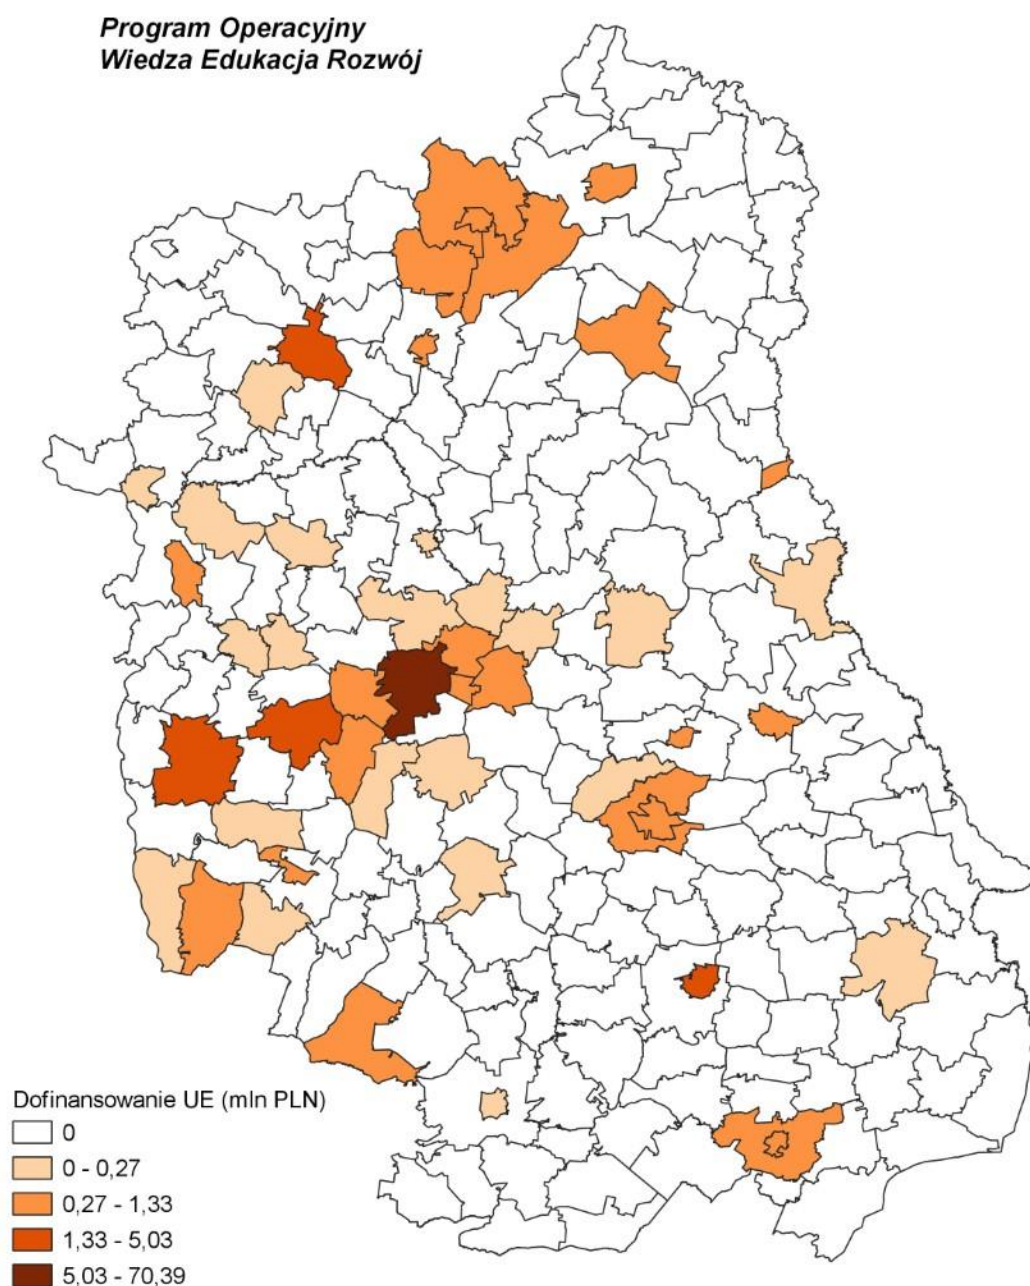 Program Operacyjny
Wiedza Edukacja Rozwój
Dofinansowanie UE (mln PLN)
0
0 - 0,27
0,27 - 1,33
1,33 - 5,03
5,03 - 70,39